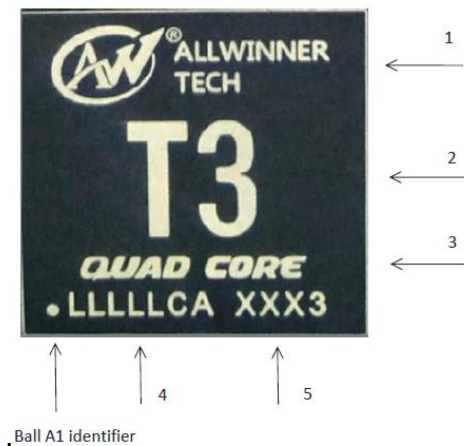 AW® ALLWINNER
TECH
1
T3
2
QUAD CORE
3
.LLLLLCA XXX3
4
5
Ball A1 identifier